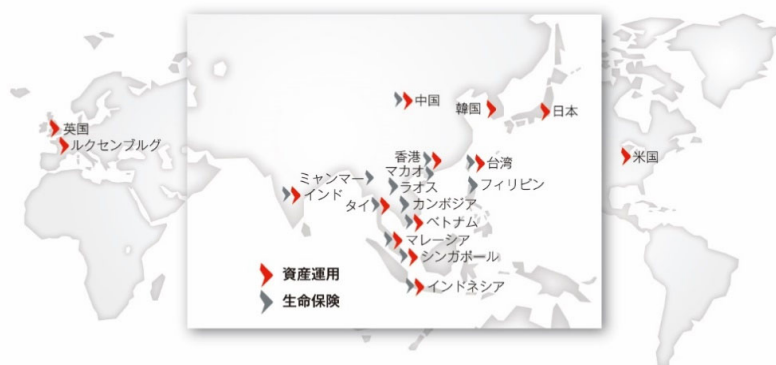 英国
ルクセンブルグ
中国
韓国
日本
米国
香港
マカオ
台湾
ミャンマー
ラオス
フィリピン
インド
タイ
カンボジア
ベトナム
マレーシア
シンガポール
インドネシア
資産運用
生命保険